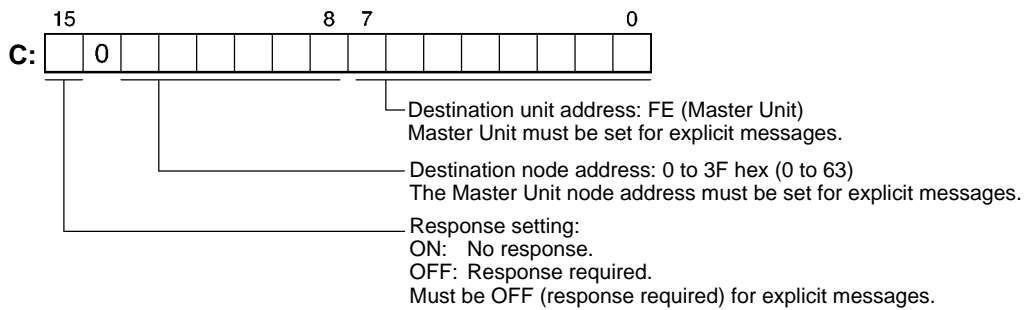 15 8 7 0
C: 0
Destination unit address: FE (Master Unit)
Master Unit must be set for explicit messages.
Destination node address: 0 to 3F hex (0 to 63)
The Master Unit node address must be set for explicit messages.
Response setting:
ON: No response.
OFF: Response required.
Must be OFF (response required) for explicit messages.